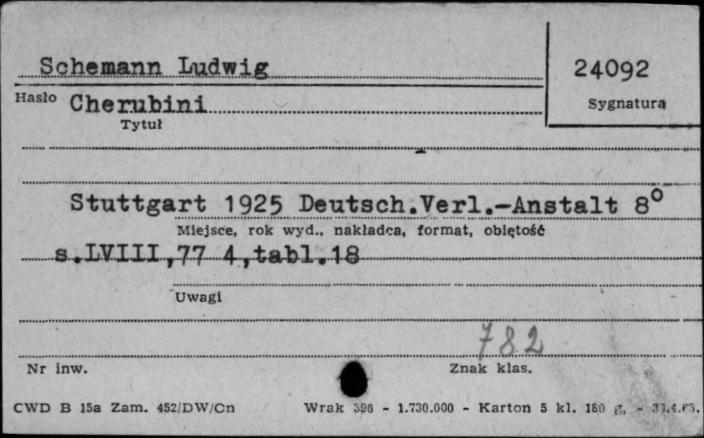 Schemann Ludwig
24092
Hasło Cherubini
Sygnatura
Tytuł
Stuttgart 1925 Deutsch.Verl.-Anstalt 8°
Miejsce, rok wyd., nakładca, format, objętość
s.LVIII,77 4,tabl.18
Uwagi
782
Nr inw.
Znak klas.
CWD B 15a Zam. 452/DW/Cn Wrak 396 - 1.730.000 - Karton 5 kl. 180 g,